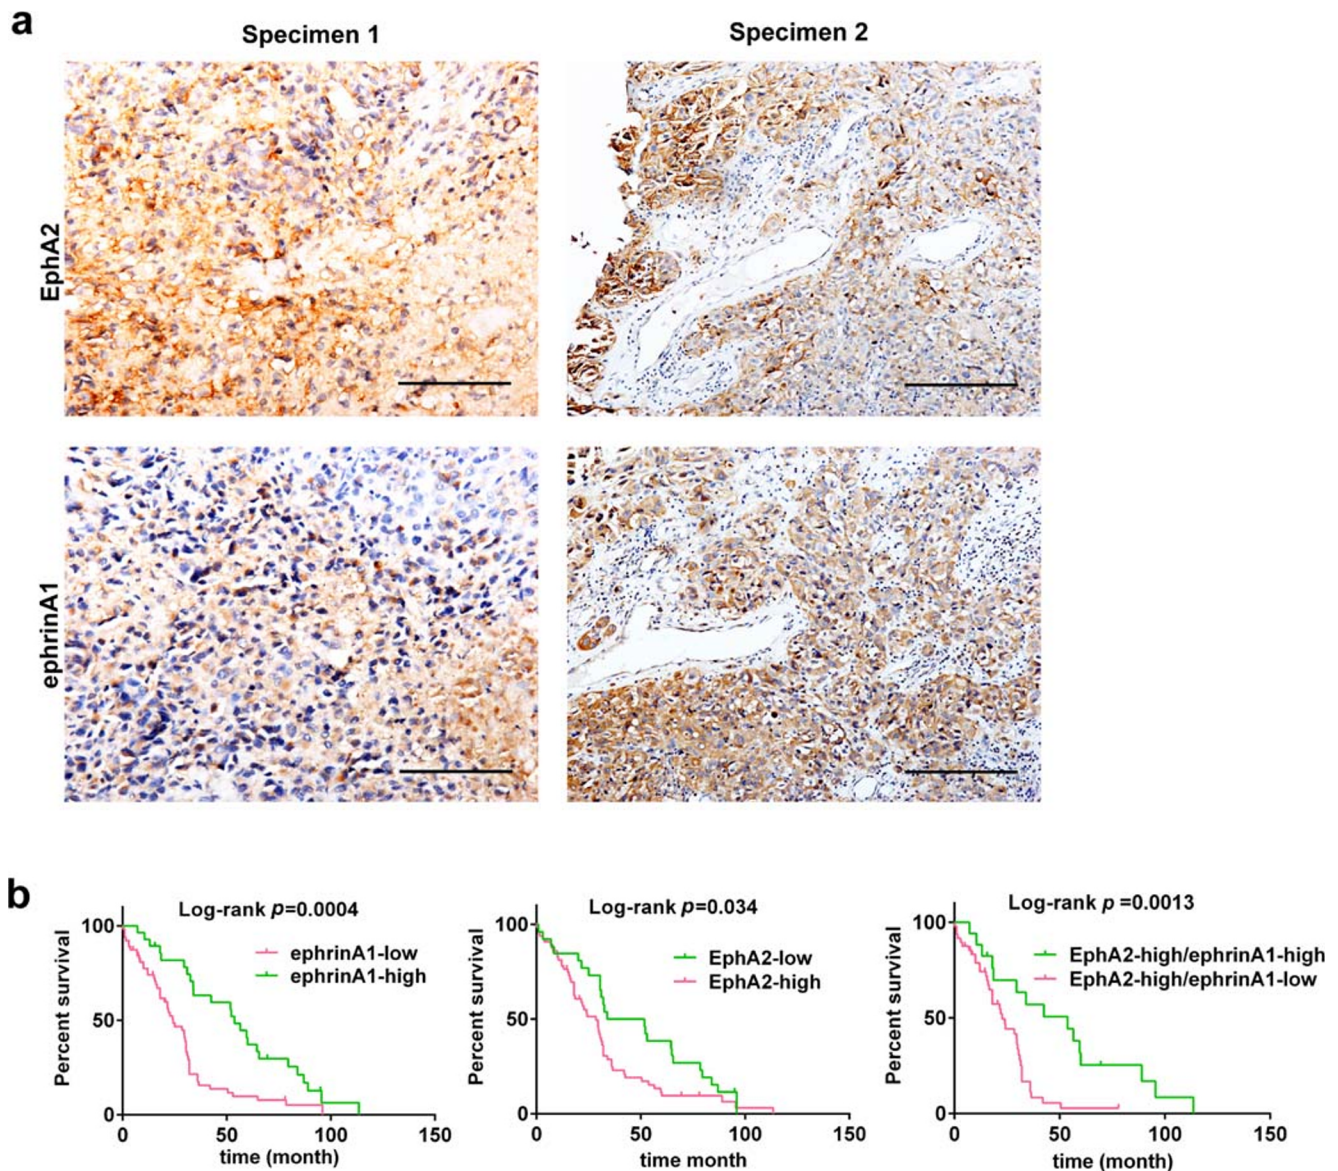 a
Specimen 1
Specimen 2
EphA2
ephrinA1
b
Log-rank p=0.0004
ephrinA1-low
ephrinA1-high
Percent survival
100
50
0
0 50 100 150
time (month)
Log-rank p=0.034
EphA2-low
EphA2-high
Percent survival
100
50
0
0 50 100 150
time month
Log-rank p =0.0013
EphA2-high/ephrinA1-high
EphA2-high/ephrinA1-low
Percent survival
100
50
0
0 50 100 150
time (month)